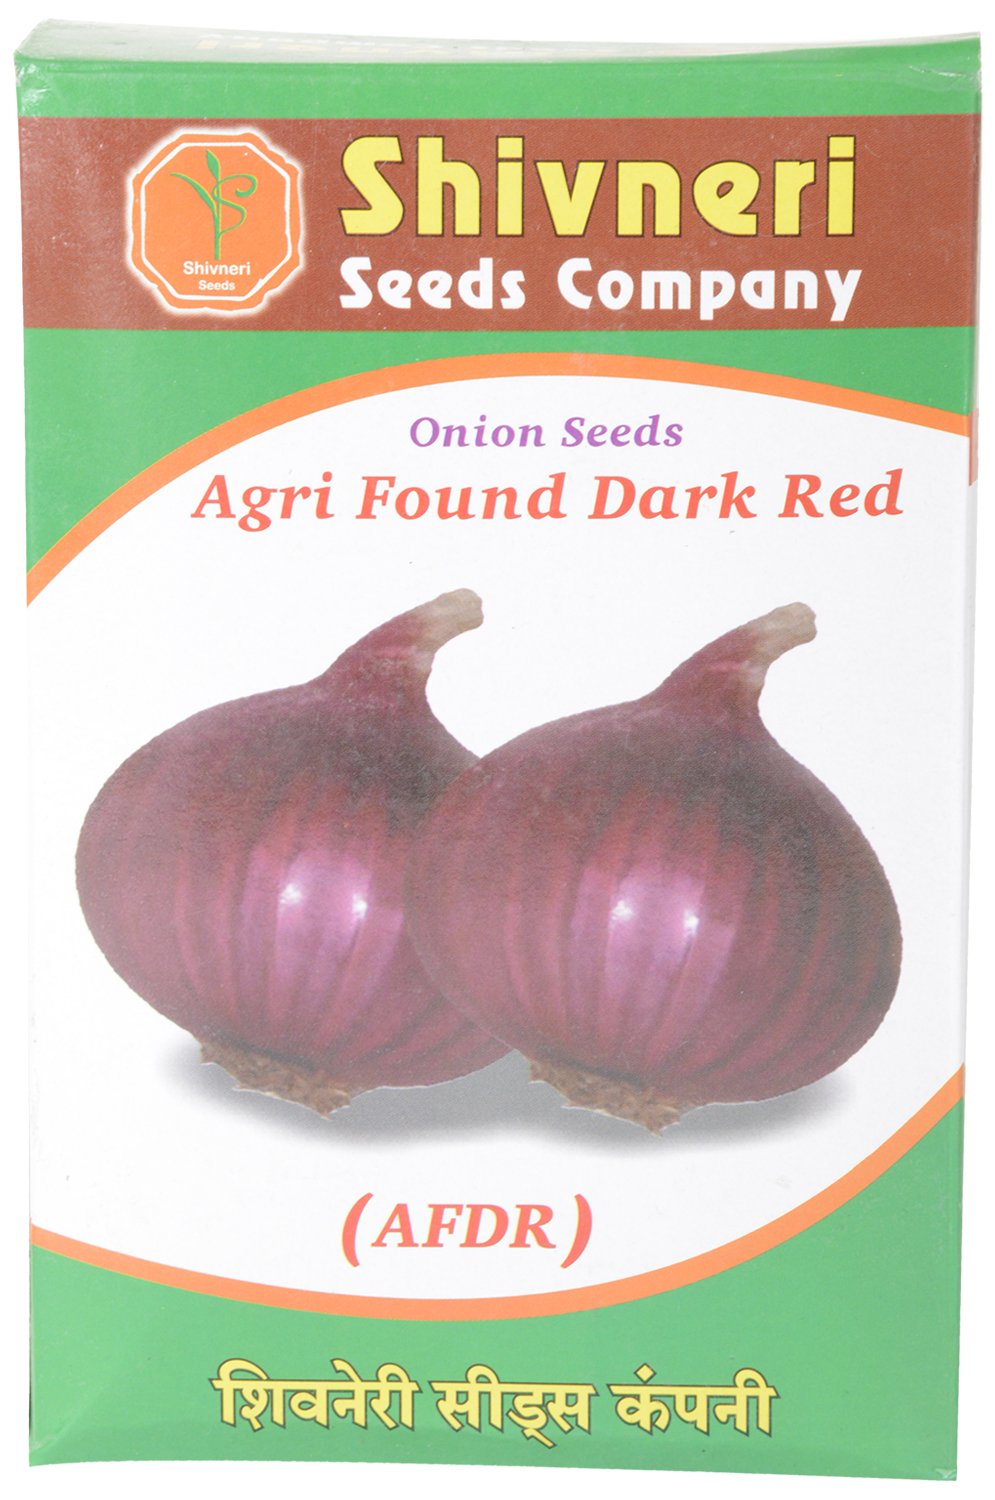 Shivneri
Seeds Company
Shivneri
Seeds
Onion Seeds
Agri Found Dark Red
(AFDR)
शिवनेरी सीड्स कंपनी